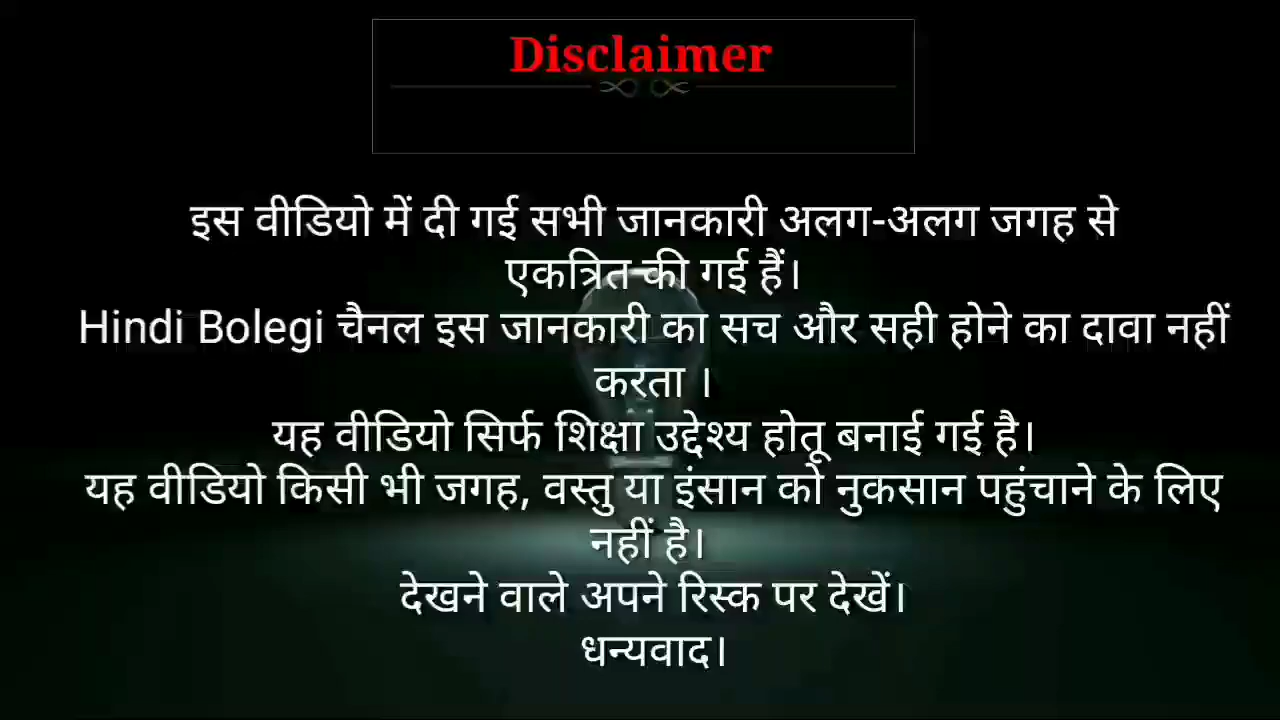 Disclaimer
इस वीडियो में दी गई सभी जानकारी अलग-अलग जगह से
एकत्रित की गई हैं।
Hindi Bolegi चैनल इस जानकारी का सच और सही होने का दावा नहीं
करता ।
यह वीडियो सिर्फ शिक्षा उद्देश्य होतू बनाई गई है।
यह वीडियो किसी भी जगह, वस्तु या इंसान को नुकसान पहुंचाने के लिए
नहीं है।
देखने वाले अपने रिस्क पर देखें।
धन्यवाद।